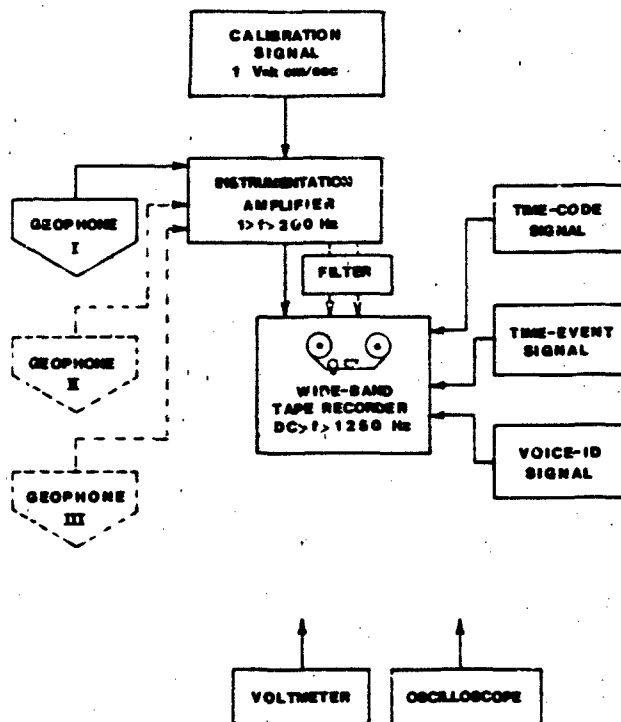 CALIBRATION
SIGNAL
1 Volt cm/sec
INSTRUMENTATION
AMPLIFIER
1>f>200 Hz
GEOPHONE
I
TIME-CODE
SIGNAL
FILTER
GEOPHONE
II
TIME-EVENT
SIGNAL
WIDE-BAND
TAPE RECORDER
DC>f>1250 Hz
GEOPHONE
III
VOICE-ID
SIGNAL
VOLTMETER
OSCILLOSCOPE